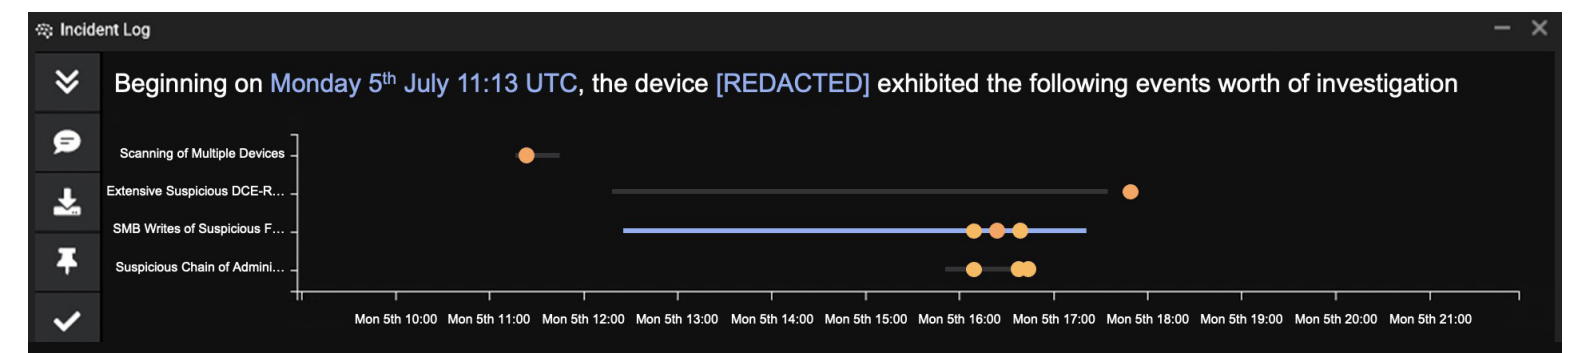 Incident Log
Beginning on Monday 5th July 11:13 UTC, the device [REDACTED] exhibited the following events worth of investigation
Scanning of Multiple Devices
Extensive Suspicious DCE-R...
SMB Writes of Suspicious F...
Suspicious Chain of Admini...
Mon 5th 10:00 Mon 5th 11:00 Mon 5th 12:00 Mon 5th 13:00 Mon 5th 14:00 Mon 5th 15:00 Mon 5th 16:00 Mon 5th 17:00 Mon 5th 18:00 Mon 5th 19:00 Mon 5th 20:00 Mon 5th 21:00